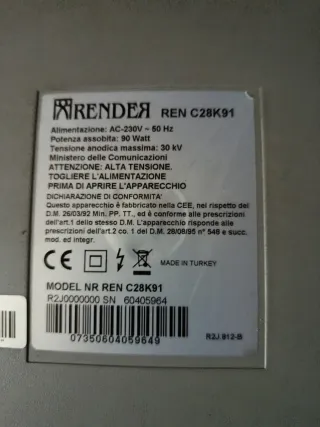 RENDER REN C28K91
Alimentazione: AC-230V ~ 50 Hz
Potenza assobita: 90 Watt
Tensione anodica massima: 30 kV
Ministero delle Comunicazioni
ATTENZIONE: ALTA TENSIONE.
TOGLIERE L'ALIMENTAZIONE
PRIMA DI APRIRE L'APPARECCHIO
DICHIARAZIONE DI CONFORMITA'
Questo apparecchio è fabbricato nella CEE, nel rispetto del
D.M. 26/03/92 Min. PP. TT., ed è conforme alle prescrizioni
dell'art.1 dello stesso D.M. L'apparecchio risponde alle
prescrizioni dell'art.2 co. 1 del D.M. 28/08/95 n° 548 e succ.
mod. ed integr.
CE MADE IN TURKEY
MODEL NR REN C28K91
R2J0000000 SN 60405964
07350604059649
R2J.912-B